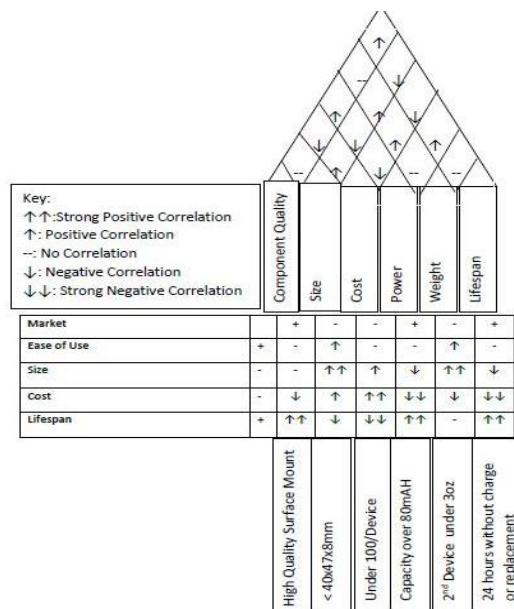 ↑
-- ↓
↑ ↑ ↓
↓ ↓ ↑ ↑
-- ↑ ↓ -- --
Key:
↑↑:Strong Positive Correlation
↑: Positive Correlation
--: No Correlation
↓: Negative Correlation
↓↓: Strong Negative Correlation
Component Quality
Size
Cost
Power
Weight
Lifespan
Market + - - + - +
Ease of Use + - ↑ - - ↑ -
Size - - ↑↑ ↑ ↓ ↑↑ ↓
Cost - ↓ ↑ ↑↑ ↓↓ ↓ ↓↓
Lifespan + ↑↑ ↓ ↓↓ ↑↑ - ↑↑
High Quality Surface Mount
< 40x47x8mm
Under 100/Device
Capacity over 80mAH
2nd Device under 3oz
24 hours without charge
or replacement